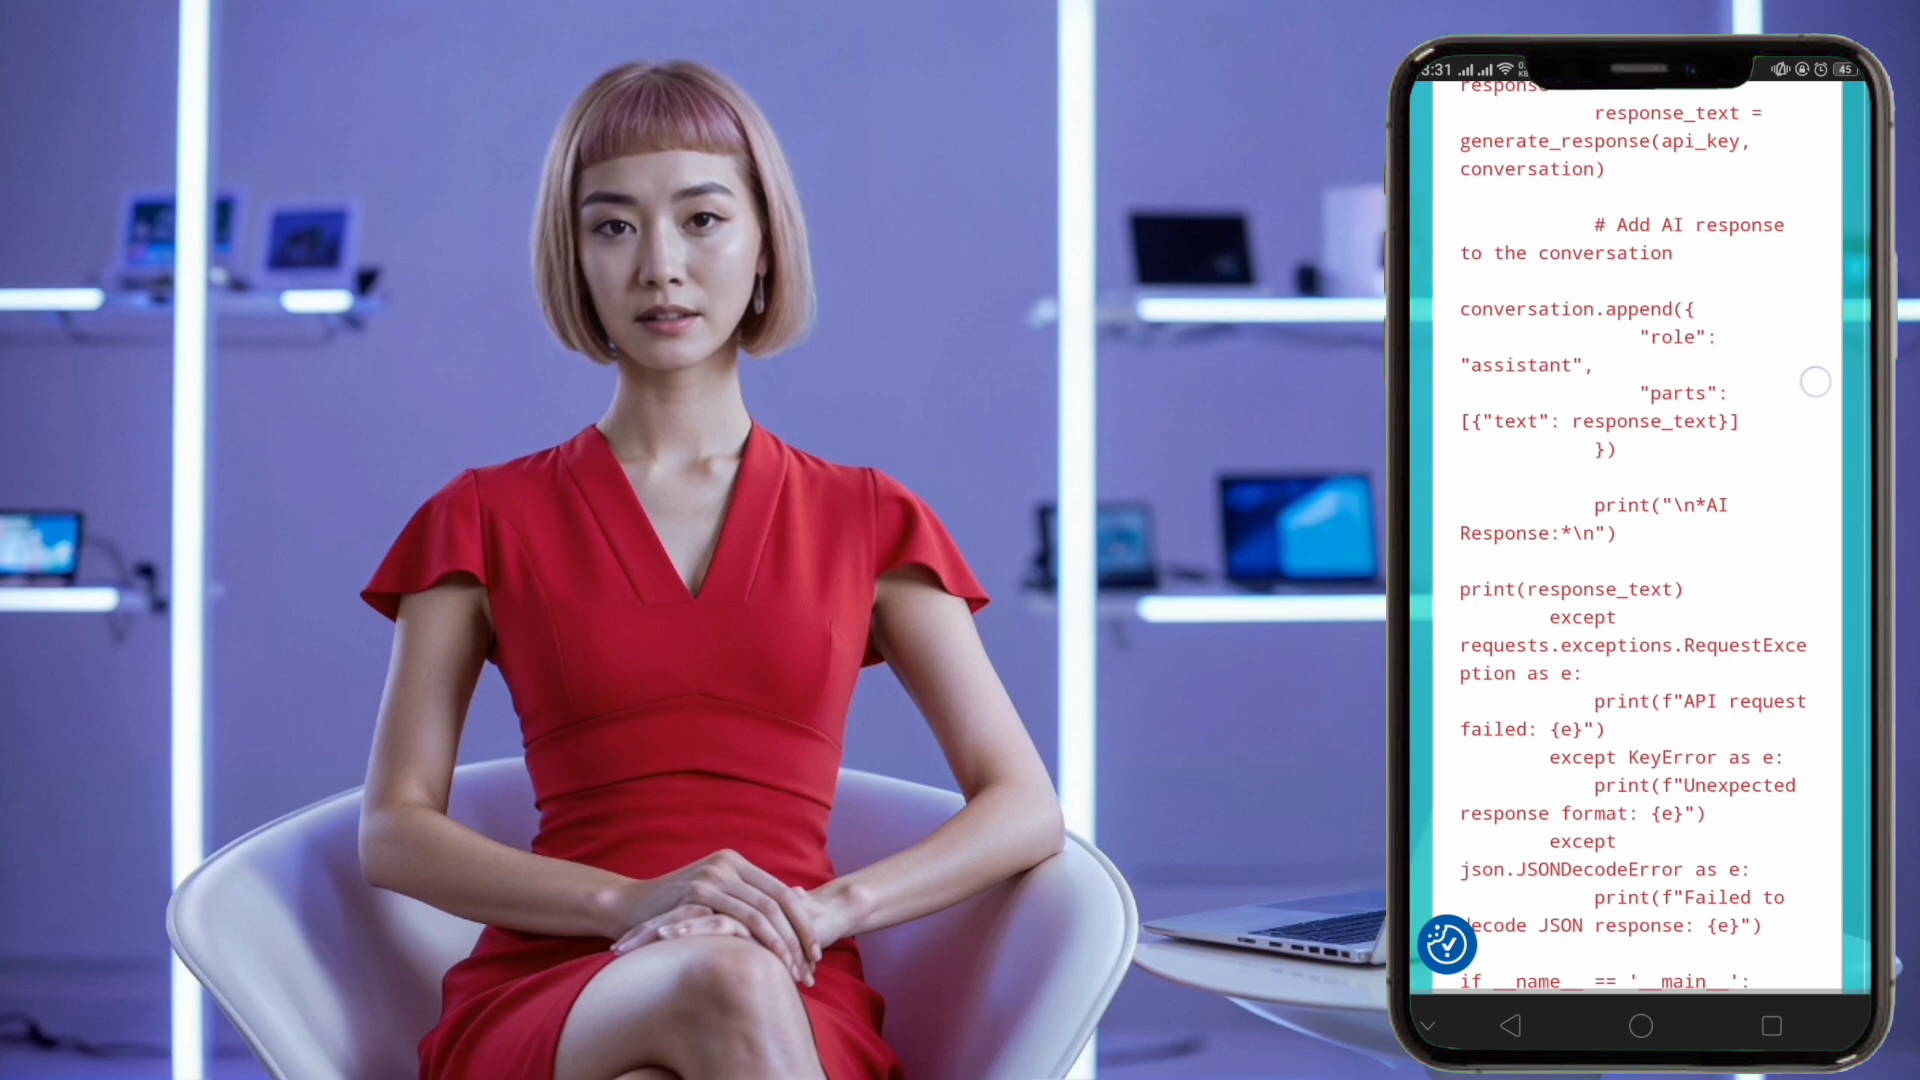 3:31
45
response
response_text =
generate_response(api_key,
conversation)
# Add AI response
to the conversation
conversation.append({
"role":
"assistant",
"parts":
[{"text": response_text}]
})
print("\n*AI
Response:*\n")
print(response_text)
except
requests.exceptions.RequestExce
ption as e:
print(f"API request
failed: {e}")
except KeyError as e:
print(f"Unexpected
response format: {e}")
except
json.JSONDecodeError as e:
print(f"Failed to
decode JSON response: {e}")
if __name__ == '__main__':